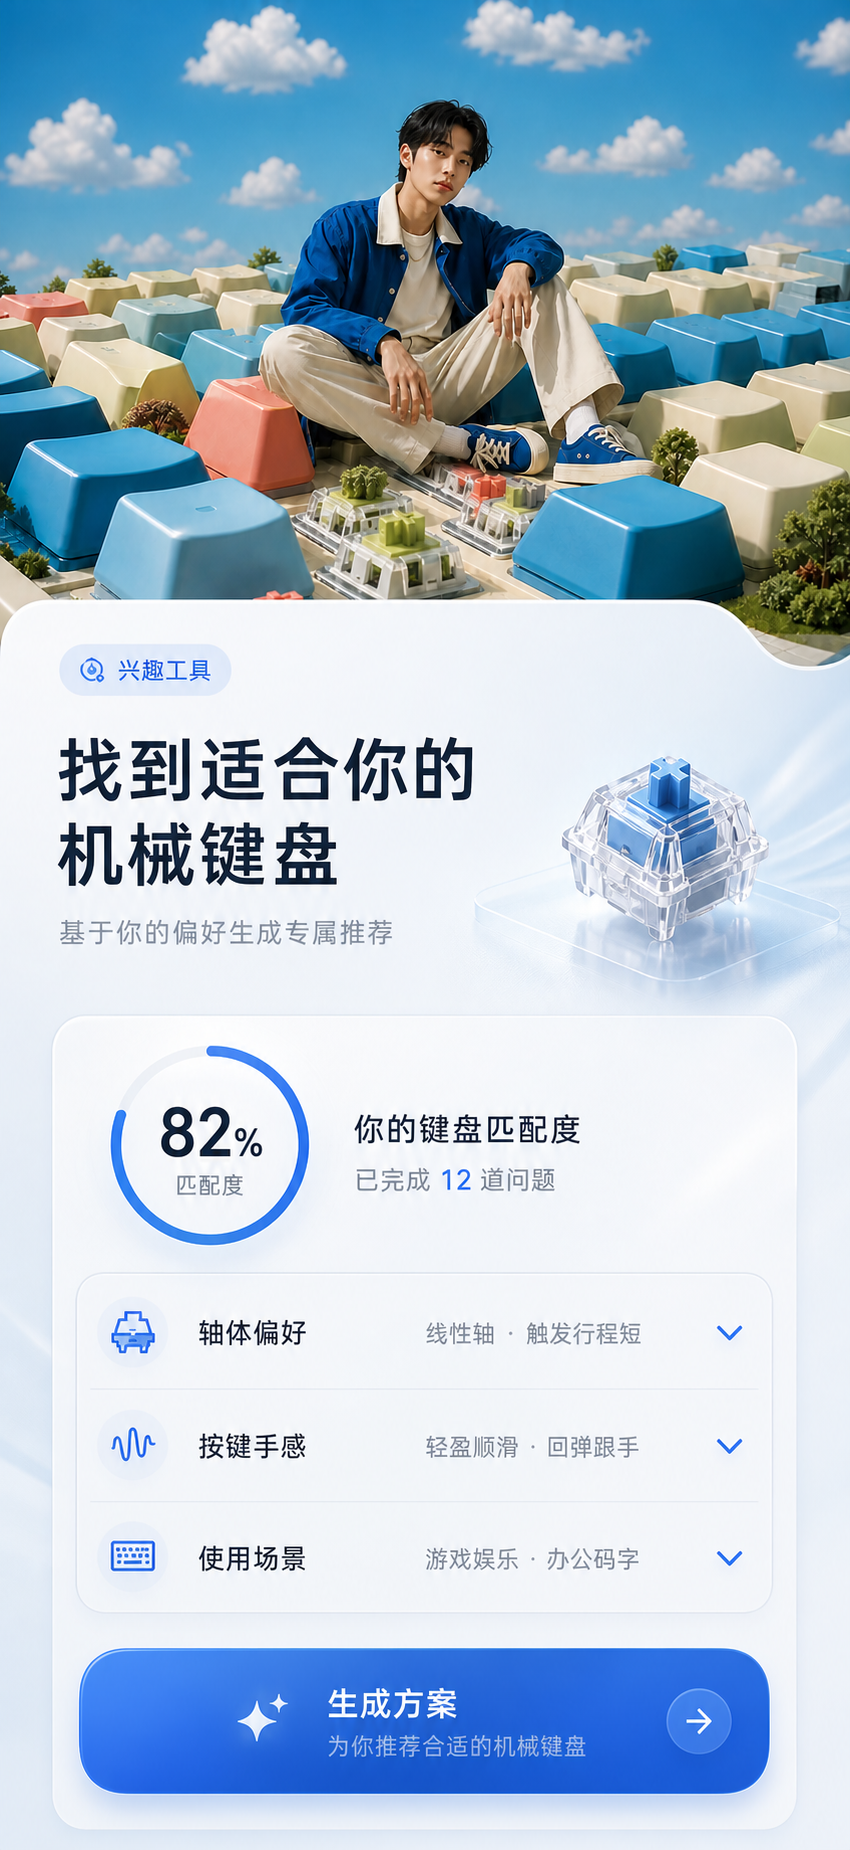 兴趣工具
找到适合你的
机械键盘
基于你的偏好生成专属推荐
82%
匹配度
你的键盘匹配度
已完成 12 道问题
轴体偏好
线性轴 · 触发行程短
按键手感
轻盈顺滑 · 回弹跟手
使用场景
游戏娱乐 · 办公码字
生成方案
为你推荐合适的机械键盘